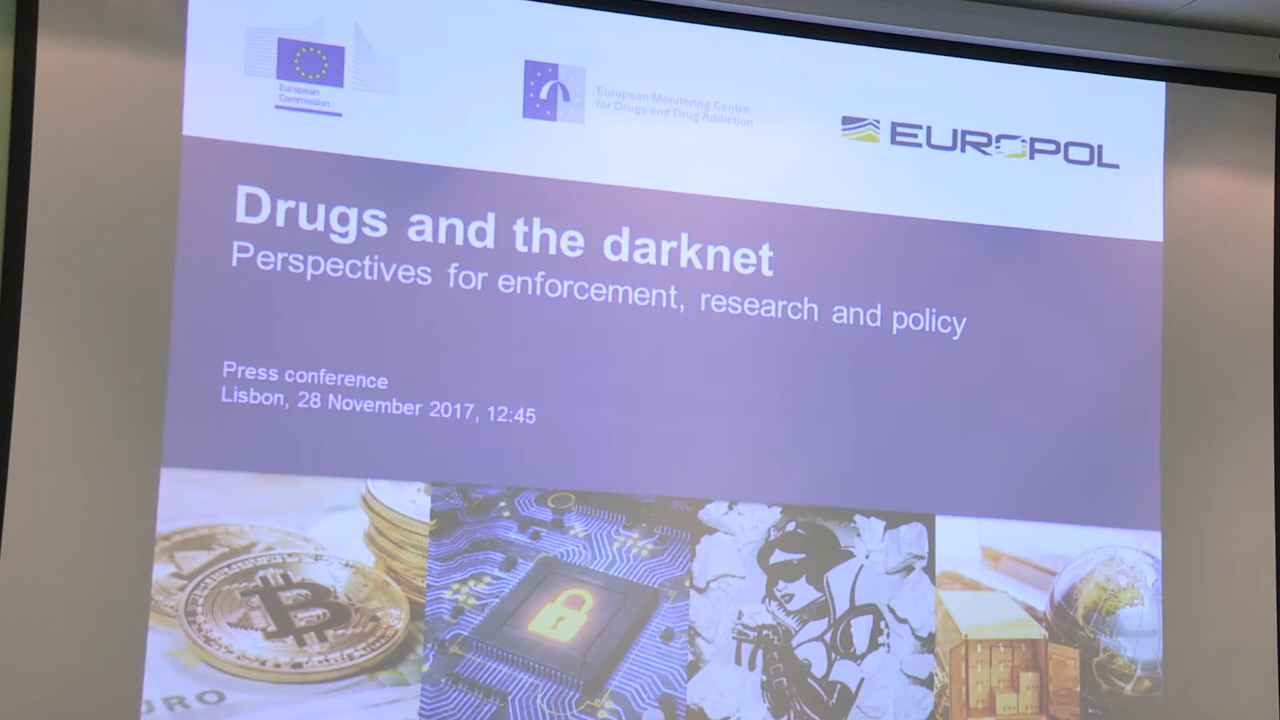 European
Commission
European Monitoring Centre
for Drugs and Drug Addiction
EUROPOL
Drugs and the darknet
Perspectives for enforcement, research and policy
Press conference
Lisbon, 28 November 2017, 12:45
URO